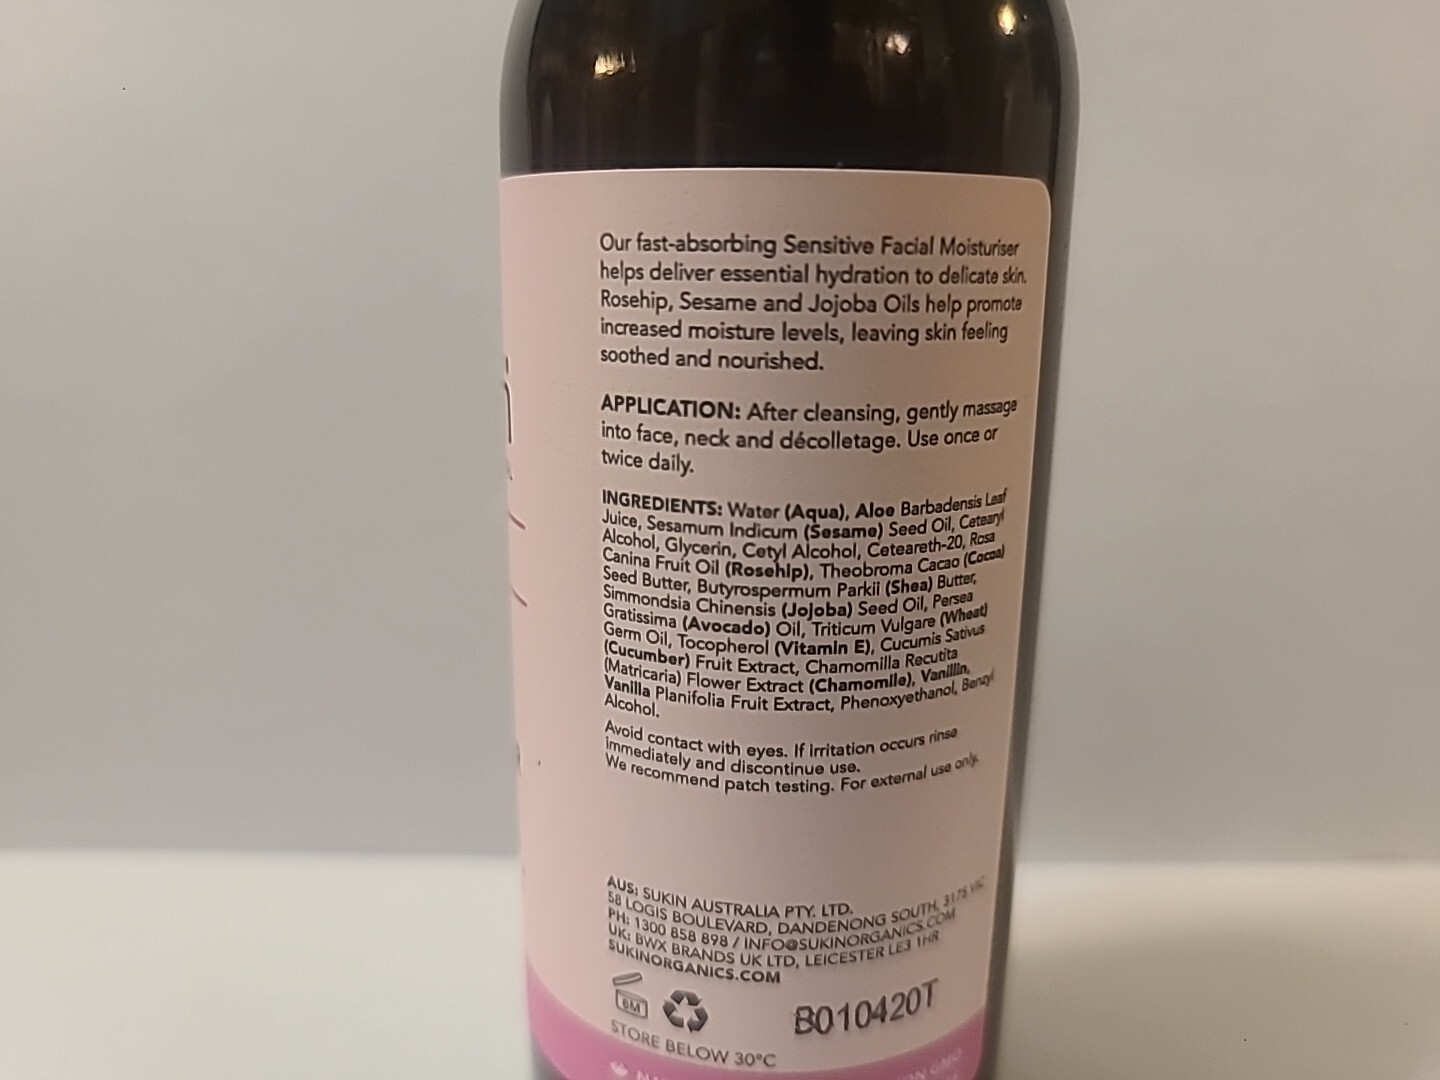 Our fast-absorbing Sensitive Facial Moisturiser
helps deliver essential hydration to delicate skin.
Rosehip, Sesame and Jojoba Oils help promote
increased moisture levels, leaving skin feeling
soothed and nourished.
APPLICATION: After cleansing, gently massage
into face, neck and décolletage. Use once or
twice daily.
INGREDIENTS: Water (Aqua), Aloe Barbadensis Leaf
Juice, Sesamum Indicum (Sesame) Seed Oil, Cetearyl
Alcohol, Glycerin, Cetyl Alcohol, Ceteareth-20, Rosa
Canina Fruit Oil (Rosehip), Theobroma Cacao (Cocoa)
Seed Butter, Butyrospermum Parkii (Shea) Butter,
Simmondsia Chinensis (Jojoba) Seed Oil, Persea
Gratissima (Avocado) Oil, Triticum Vulgare (Wheat)
Germ Oil, Tocopherol (Vitamin E), Cucumis Sativus
(Cucumber) Fruit Extract, Chamomilla Recutita
(Matricaria) Flower Extract (Chamomile), Vanillin,
Vanilla Planifolia Fruit Extract, Phenoxyethanol, Benzyl
Alcohol.
Avoid contact with eyes. If irritation occurs rinse
immediately and discontinue use.
We recommend patch testing. For external use only.
AUS: SUKIN AUSTRALIA PTY. LTD.
58 LOGIS BOULEVARD, DANDENONG SOUTH, 3175 VIC
PH: 1300 858 898 / INFO@SUKINORGANICS.COM
UK: BWX BRANDS UK LTD, LEICESTER LE3 1HR
SUKINORGANICS.COM
6M
B010420T
STORE BELOW 30°C
GMO